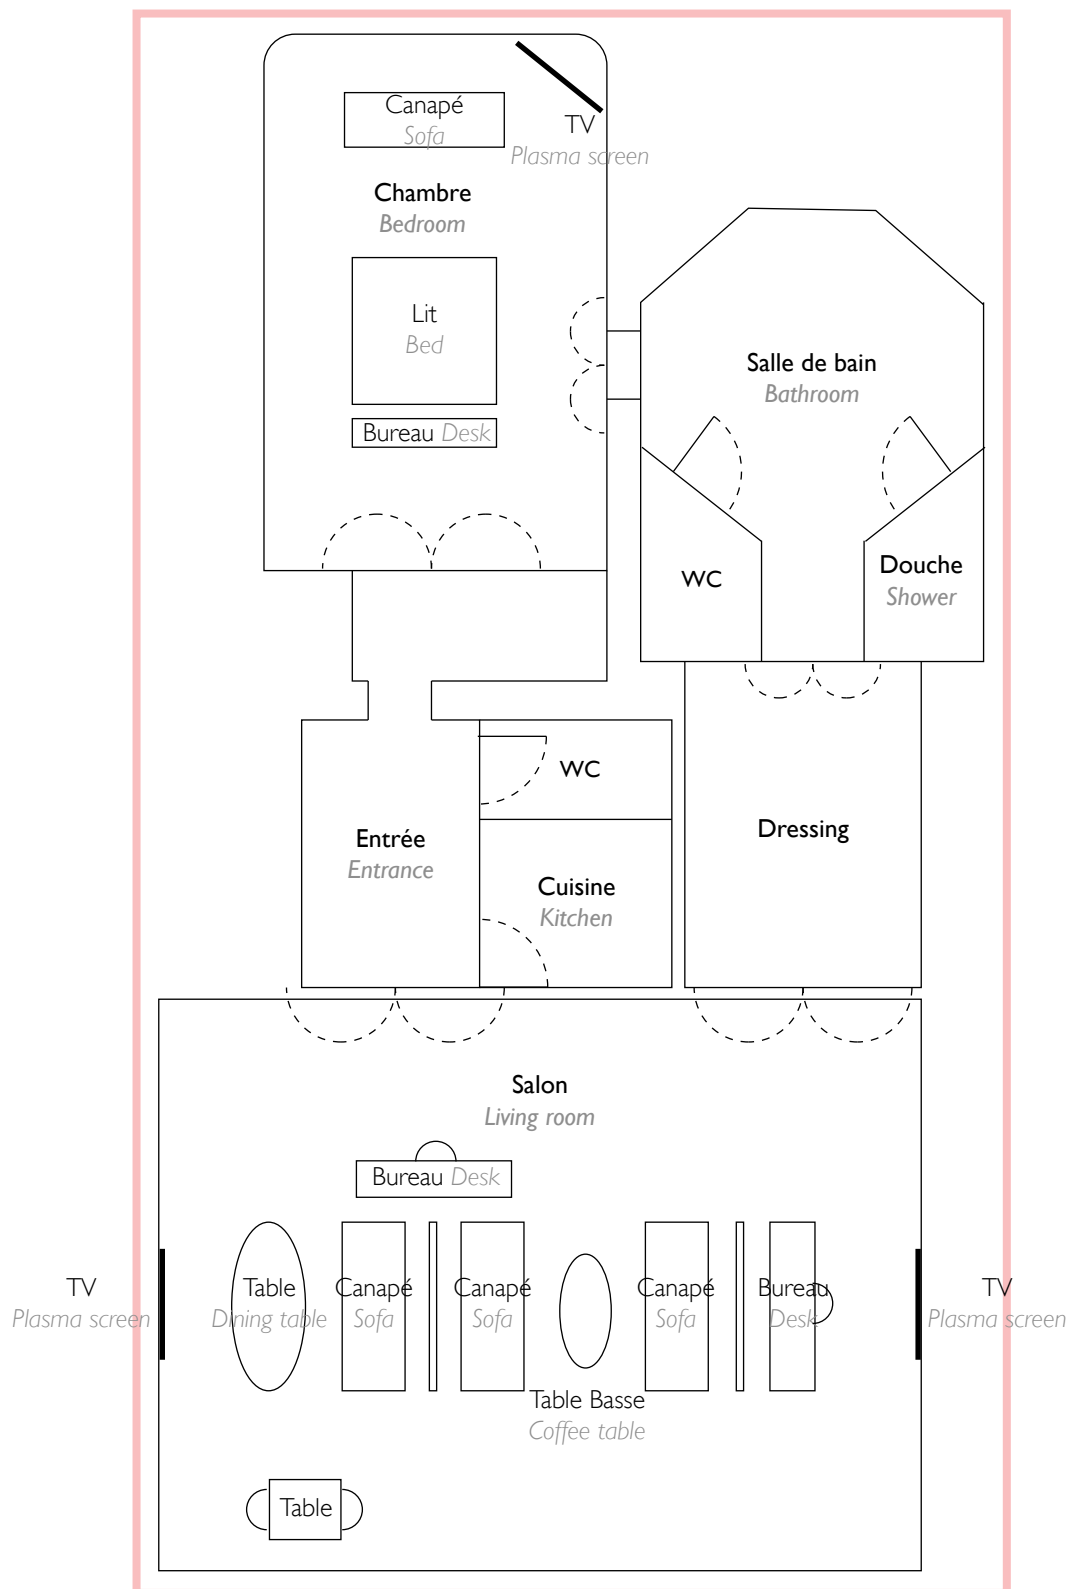 Canapé
Sofa
TV
Plasma screen
Chambre
Bedroom
Lit
Bed
Salle de bain
Bathroom
Bureau Desk
WC
Douche
Shower
WC
Entrée
Entrance
Dressing
Cuisine
Kitchen
Salon
Living room
Bureau Desk
TV
Plasma screen
Table
Dining table
Canapé
Sofa
Canapé
Sofa
Canapé
Sofa
Bureau
Desk
TV
Plasma screen
Table Basse
Coffee table
Table